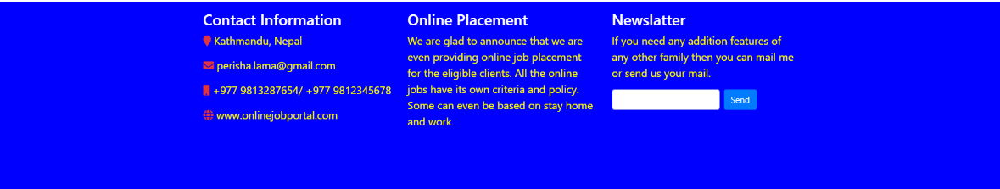 Contact Information
Kathmandu, Nepal
perisha.lama@gmail.com
+977 9813287654/ +977 9812345678
www.onlinejobportal.com
Online Placement
We are glad to announce that we are
even providing online job placement
for the eligible clients. All the online
jobs have its own criteria and policy.
Some can even be based on stay home
and work.
Newslatter
If you need any addition features of
any other family then you can mail me
or send us your mail.
Send